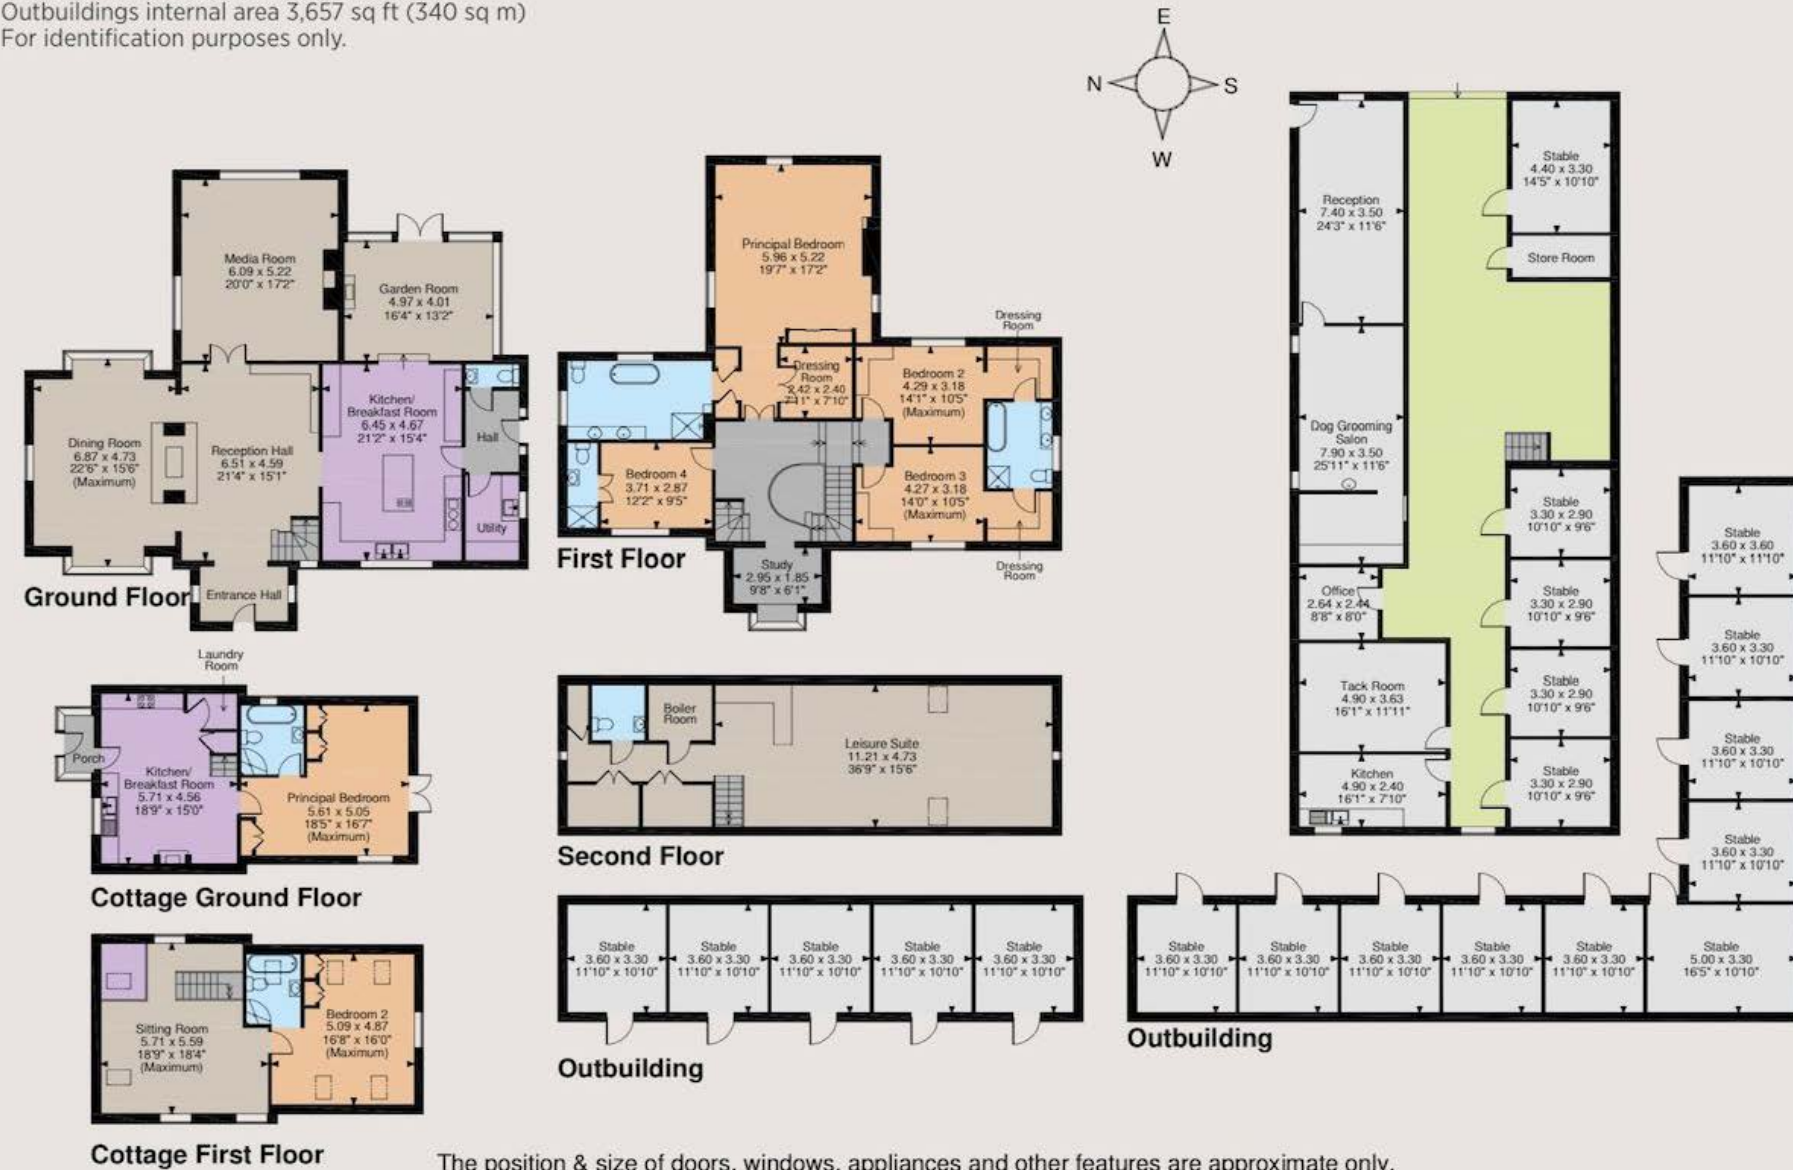 Outbuildings internal area 3,657 sq ft (340 sq m)
For identification purposes only.
E
N
S
W
Media Room
6.09 x 5.22
20'0" x 17'2"
Garden Room
4.97 x 4.01
16'4" x 13'2"
Dining Room
6.87 x 4.73
22'6" x 15'6"
(Maximum)
Reception Hall
6.51 x 4.59
21'4" x 15'1"
Kitchen/
Breakfast Room
6.45 x 4.67
21'2" x 15'4"
Hall
Utility
Entrance Hall
Ground Floor
Principal Bedroom
5.96 x 5.22
19'7" x 17'2"
Dressing
Room
2.42 x 2.40
7'11" x 7'10"
Bedroom 2
4.29 x 3.18
14'1" x 10'5"
(Maximum)
Dressing
Room
Bedroom 4
3.71 x 2.87
12'2" x 9'5"
Bedroom 3
4.27 x 3.18
14'0" x 10'5"
(Maximum)
Dressing
Room
Study
2.95 x 1.85
9'8" x 6'1"
First Floor
Laundry
Room
Porch
Kitchen/
Breakfast Room
5.71 x 4.56
18'9" x 15'0"
Principal Bedroom
5.61 x 5.05
18'5" x 16'7"
(Maximum)
Cottage Ground Floor
Boiler
Room
Leisure Suite
11.21 x 4.73
36'9" x 15'6"
Second Floor
Sitting Room
5.71 x 5.59
18'9" x 18'4"
(Maximum)
Bedroom 2
5.09 x 4.87
16'8" x 16'0"
(Maximum)
Cottage First Floor
Stable
3.60 x 3.30
11'10" x 10'10"
Stable
3.60 x 3.30
11'10" x 10'10"
Stable
3.60 x 3.30
11'10" x 10'10"
Stable
3.60 x 3.30
11'10" x 10'10"
Stable
3.60 x 3.30
11'10" x 10'10"
Outbuilding
Reception
7.40 x 3.50
24'3" x 11'6"
Stable
4.40 x 3.30
14'5" x 10'10"
Store Room
Dog Grooming
Salon
7.90 x 3.50
25'11" x 11'6"
Stable
3.30 x 2.90
10'10" x 9'6"
Office
2.64 x 2.44
8'8" x 8'0"
Stable
3.30 x 2.90
10'10" x 9'6"
Tack Room
4.90 x 3.63
16'1" x 11'11"
Stable
3.30 x 2.90
10'10" x 9'6"
Kitchen
4.90 x 2.40
16'1" x 7'10"
Stable
3.30 x 2.90
10'10" x 9'6"
Stable
3.60 x 3.60
11'10" x 11'10"
Stable
3.60 x 3.30
11'10" x 10'10"
Stable
3.60 x 3.30
11'10" x 10'10"
Stable
3.60 x 3.30
11'10" x 10'10"
Stable
3.60 x 3.30
11'10" x 10'10"
Stable
3.60 x 3.30
11'10" x 10'10"
Stable
3.60 x 3.30
11'10" x 10'10"
Stable
3.60 x 3.30
11'10" x 10'10"
Stable
3.60 x 3.30
11'10" x 10'10"
Stable
5.00 x 3.30
16'5" x 10'10"
Outbuilding
The position & size of doors, windows, appliances and other features are approximate only.